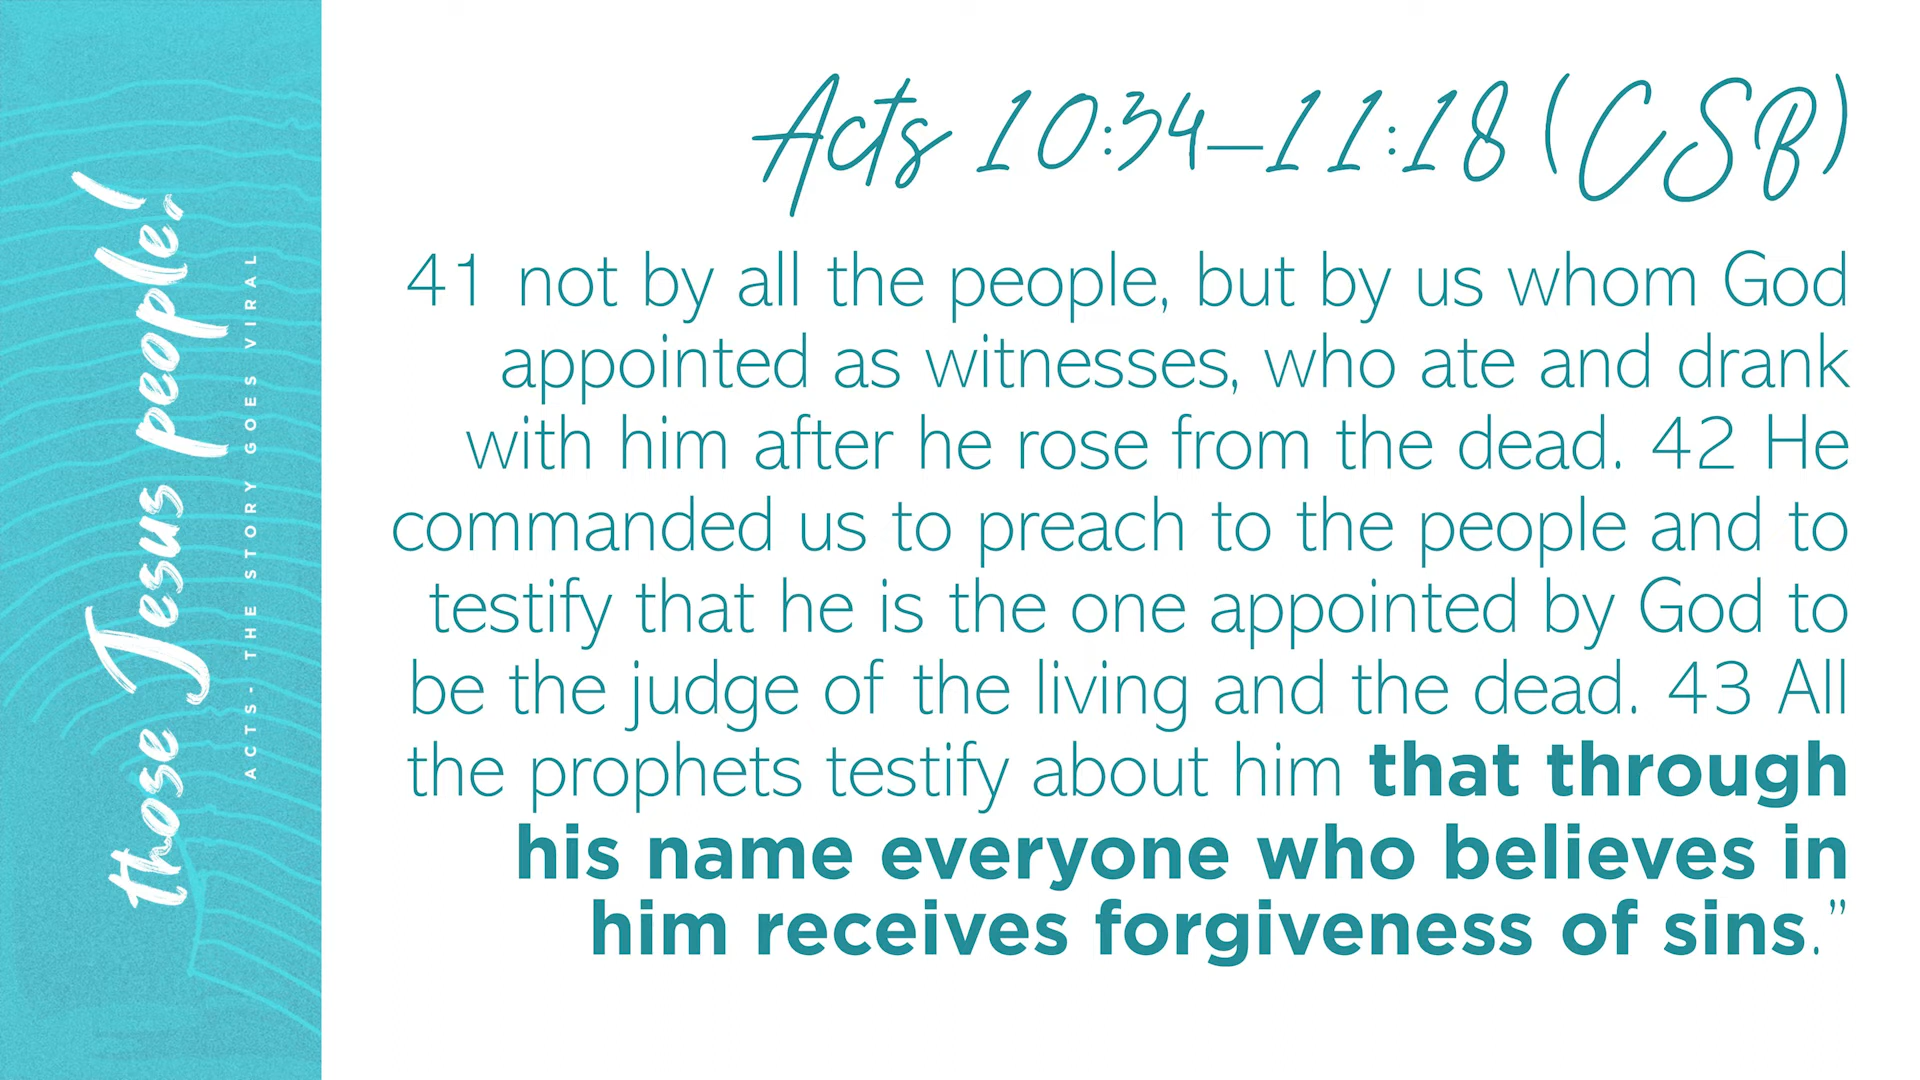 those Jesus people!
ACTS- THE STORY GOES VIRAL
Acts 10:34–11:18 (CSB)
41 not by all the people, but by us whom God
appointed as witnesses, who ate and drank
with him after he rose from the dead. 42 He
commanded us to preach to the people and to
testify that he is the one appointed by God to
be the judge of the living and the dead. 43 All
the prophets testify about him that through
his name everyone who believes in
him receives forgiveness of sins.”